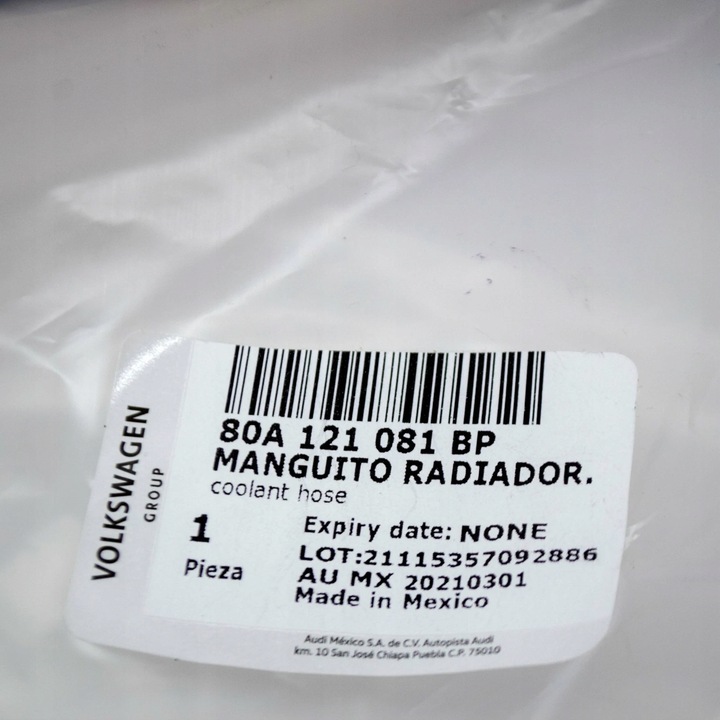 80A 121 081 BP
MANGUITO RADIADOR.
coolant hose
VOLKSWAGEN
GROUP
1
Pieza
Expiry date: NONE
LOT:21115357092886
AU MX 20210301
Made in Mexico
Audi México S.A. de C.V. Autopista Audi
km. 10 San José Chiapa Puebla C.P. 75010